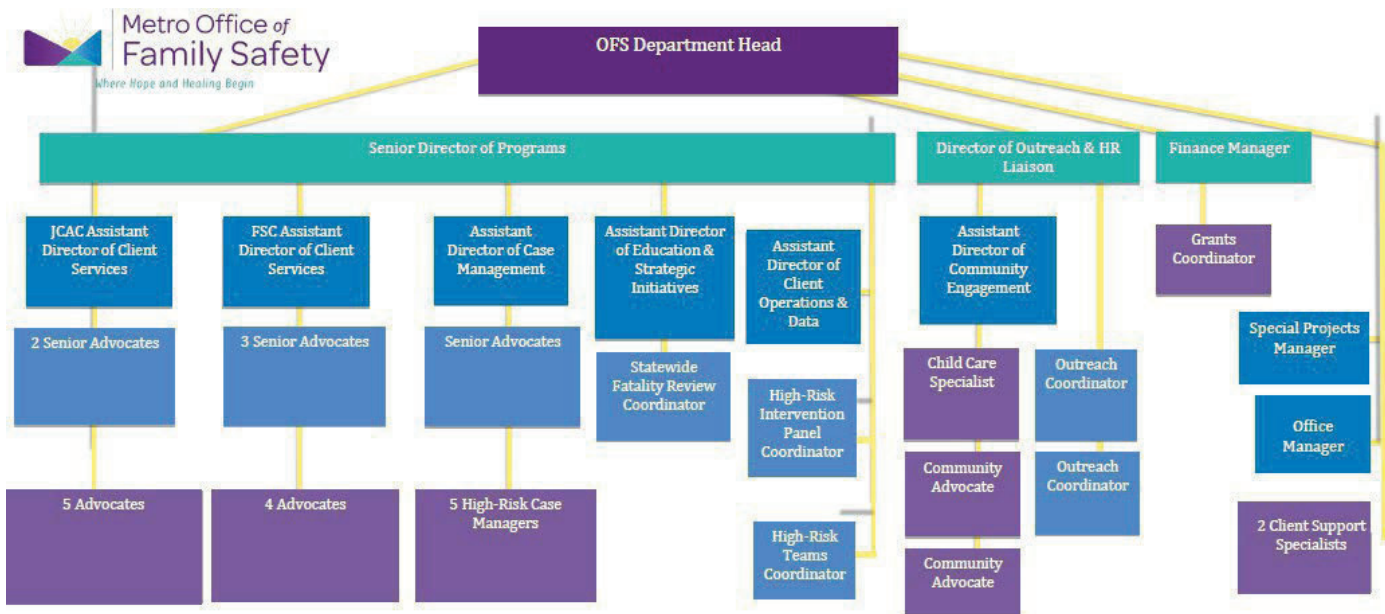 Metro Office of
Family Safety
Where Hope and Healing Begin
OFS Department Head
Senior Director of Programs
Director of Outreach & HR
Liaison
Finance Manager
JCAC Assistant
Director of Client
Services
FSC Assistant
Director of Client
Services
Assistant
Director of Case
Management
Assistant Director
of Education &
Strategic
Initiatives
Assistant
Director of
Client
Operations &
Data
Assistant
Director of
Community
Engagement
Grants
Coordinator
2 Senior Advocates
3 Senior Advocates
Senior Advocates
Statewide
Fatality Review
Coordinator
High-Risk
Intervention
Panel
Coordinator
Child Care
Specialist
Outreach
Coordinator
Special Projects
Manager
Office
Manager
5 Advocates
4 Advocates
5 High-Risk Case
Managers
High-Risk
Teams
Coordinator
Community
Advocate
Outreach
Coordinator
Community
Advocate
2 Client Support
Specialists